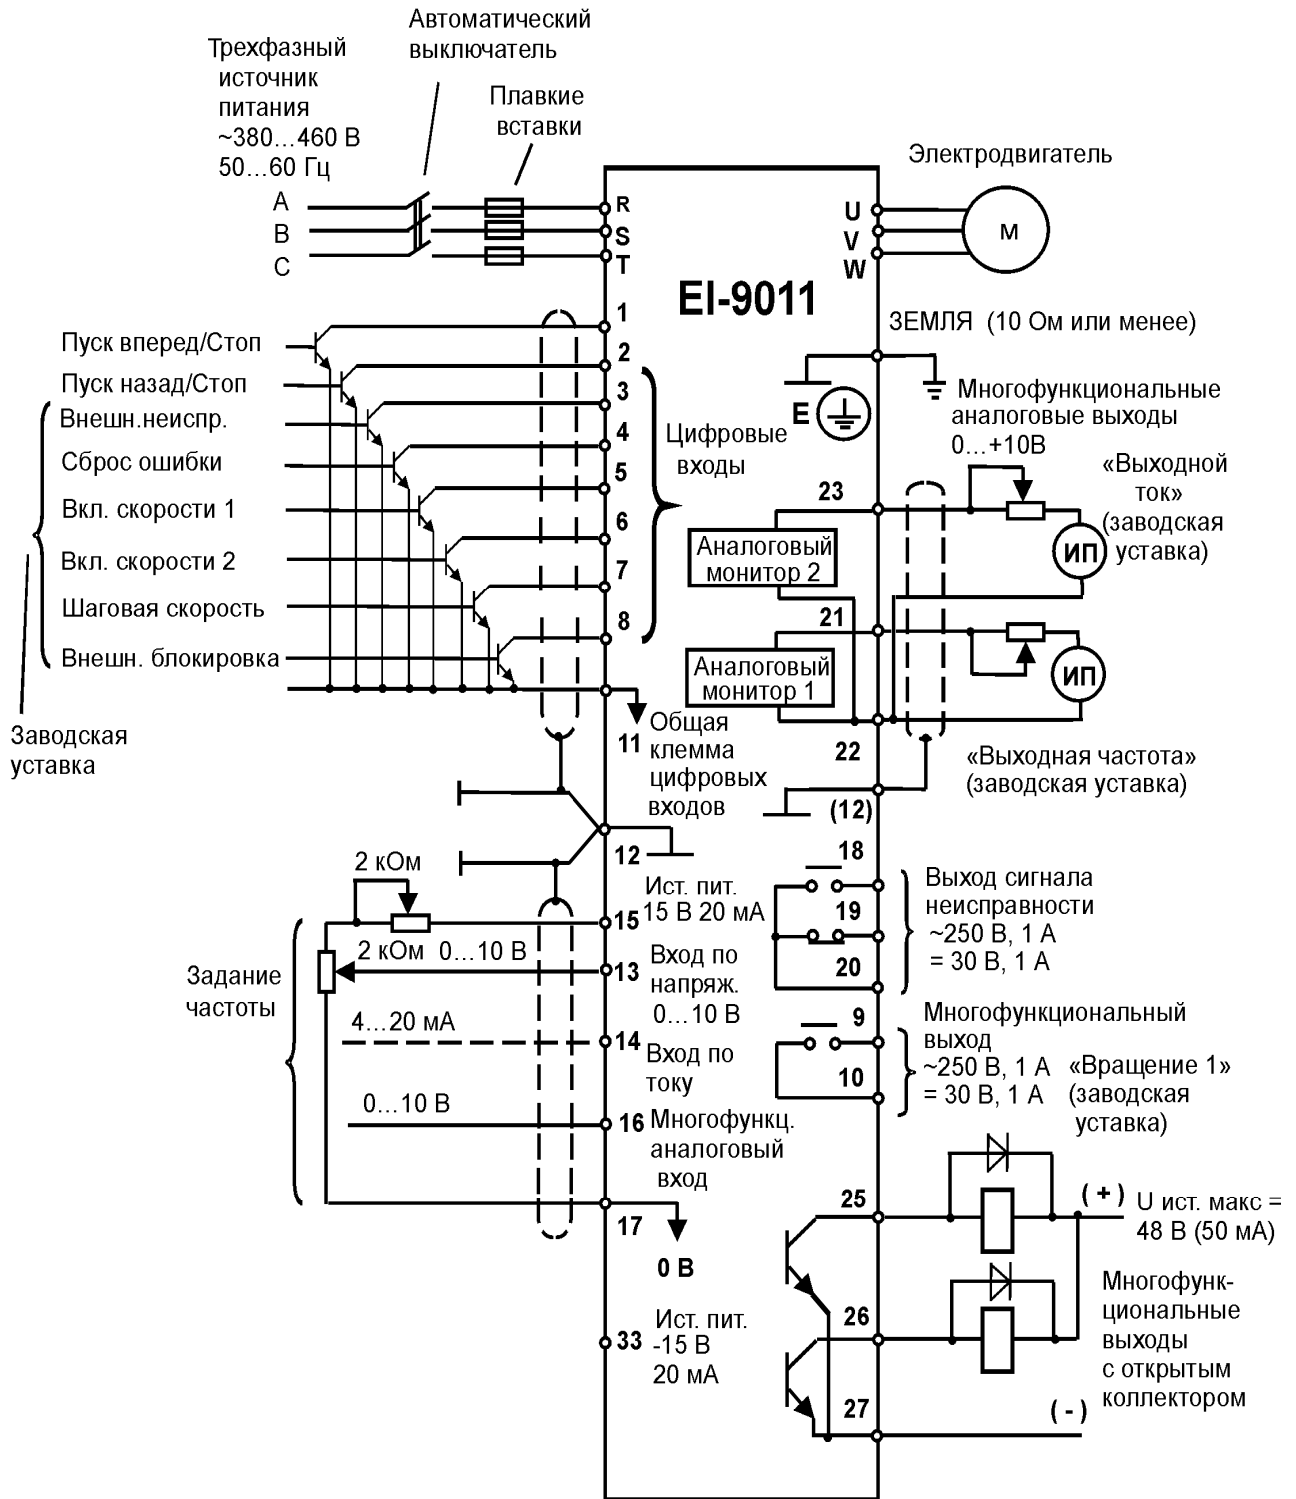 Автоматический
выключатель
Трехфазный
источник
питания
~380...460 В
50...60 Гц
Плавкие
вставки
Электродвигатель
A
B
C
R
S
T
U
V
W
М
EI-9011
ЗЕМЛЯ (10 Ом или менее)
E
Пуск вперед/Стоп
Пуск назад/Стоп
Внешн.неиспр.
Сброс ошибки
Вкл. скорости 1
Вкл. скорости 2
Шаговая скорость
Внешн. блокировка
Заводская
уставка
1
2
3
4
5
6
7
8
Цифровые
входы
11
Общая
клемма
цифровых
входов
12
Многофункциональные
аналоговые выходы
0...+10В
«Выходной
ток»
(заводская
уставка)
23
Аналоговый
монитор 2
ИП
21
Аналоговый
монитор 1
ИП
22
«Выходная частота»
(заводская уставка)
(12)
2 кОм
2 кОм 0...10 В
Задание
частоты
4...20 мА
0...10 В
Ист. пит.
15 В 20 мА
15
13
Вход по
напряж.
0...10 В
14
Вход по
току
16
Многофункц.
аналоговый
вход
17
0 В
33
Ист. пит.
-15 В
20 мА
18
19
20
Выход сигнала
неисправности
~250 В, 1 А
= 30 В, 1 А
9
10
Многофункциональный
выход
~250 В, 1 А
= 30 В, 1 А
«Вращение 1»
(заводская
уставка)
25
(+)
U ист. макс =
48 В (50 мА)
26
27
(-)
Многофунк-
циональные
выходы
с открытым
коллектором